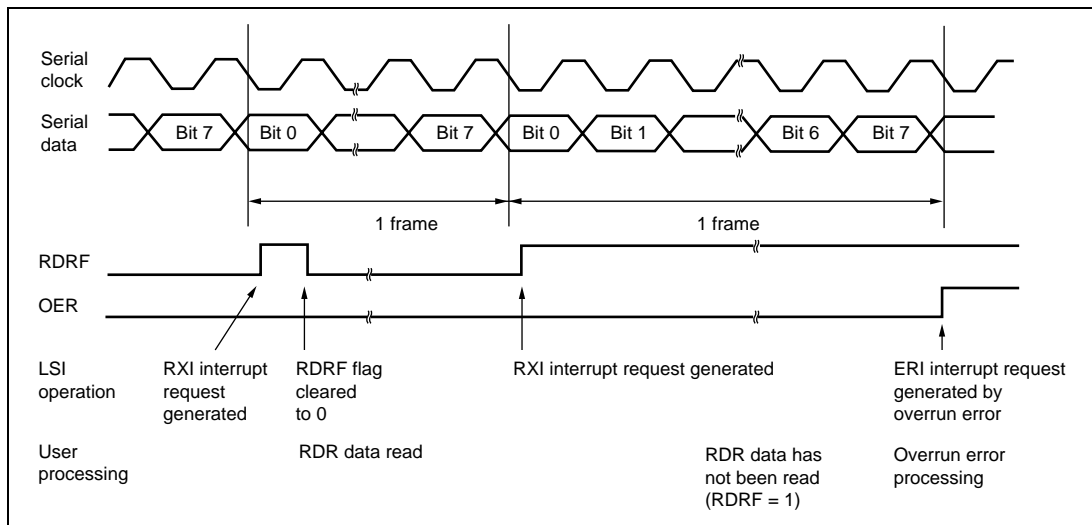 Serial
clock
Serial
data
Bit 7
Bit 0
Bit 7
Bit 0
Bit 1
Bit 6
Bit 7
1 frame
1 frame
RDRF
OER
LSI
operation
RXI interrupt
request
generated
RDRF flag
cleared
to 0
RXI interrupt request generated
ERI interrupt request
generated by
overrun error
User
processing
RDR data read
RDR data has
not been read
(RDRF = 1)
Overrun error
processing